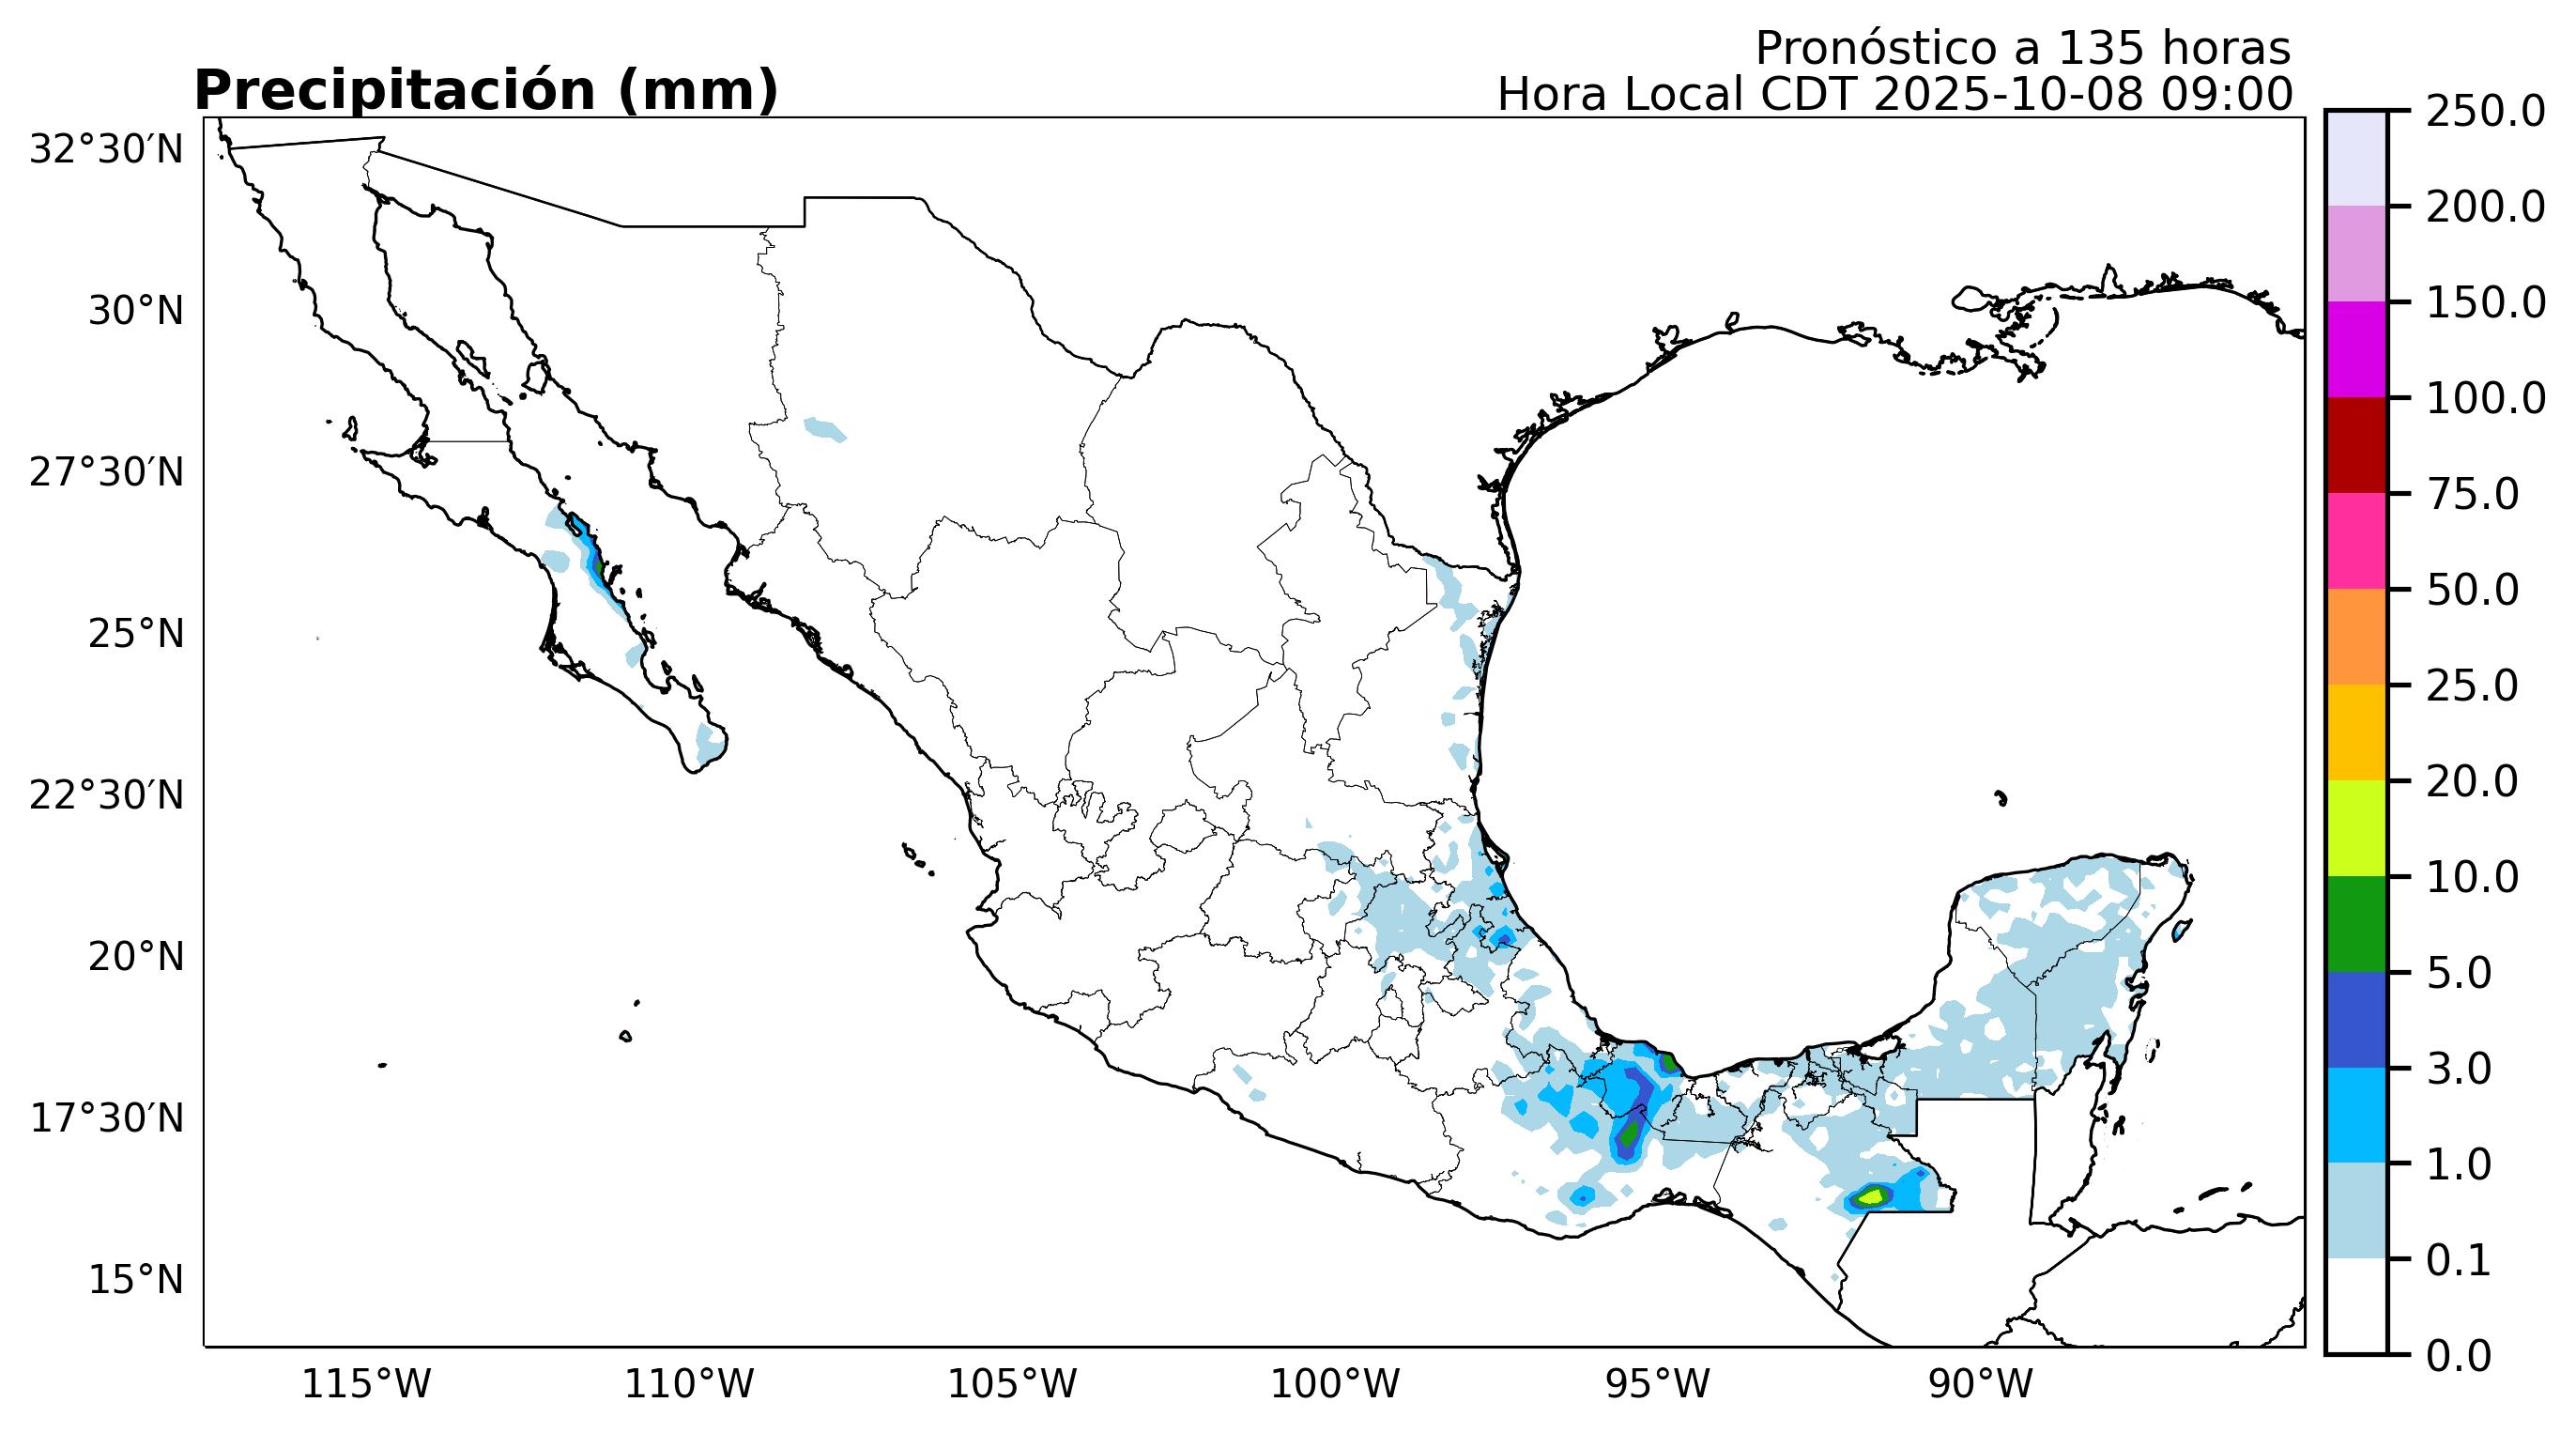 Pronóstico a 135 horas
Precipitación (mm)
Hora Local CDT 2025-10-08 09:00
32°30′N
30°N
27°30′N
25°N
22°30′N
20°N
17°30′N
15°N
115°W
110°W
105°W
100°W
95°W
90°W
250.0
200.0
150.0
100.0
75.0
50.0
25.0
20.0
10.0
5.0
3.0
1.0
0.1
0.0